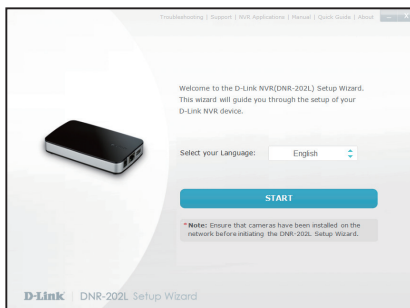 Troubleshooting | Support | NVR Applications | Manual | Quick Guide | About
Welcome to the D-Link NVR(DNR-202L) Setup Wizard.
This wizard will guide you through the setup of your
D-Link NVR device.
Select your Language: English
START
*Note: Ensure that cameras have been installed on the
network before initiating the DNR-202L Setup Wizard.
D-Link | DNR-202L Setup Wizard